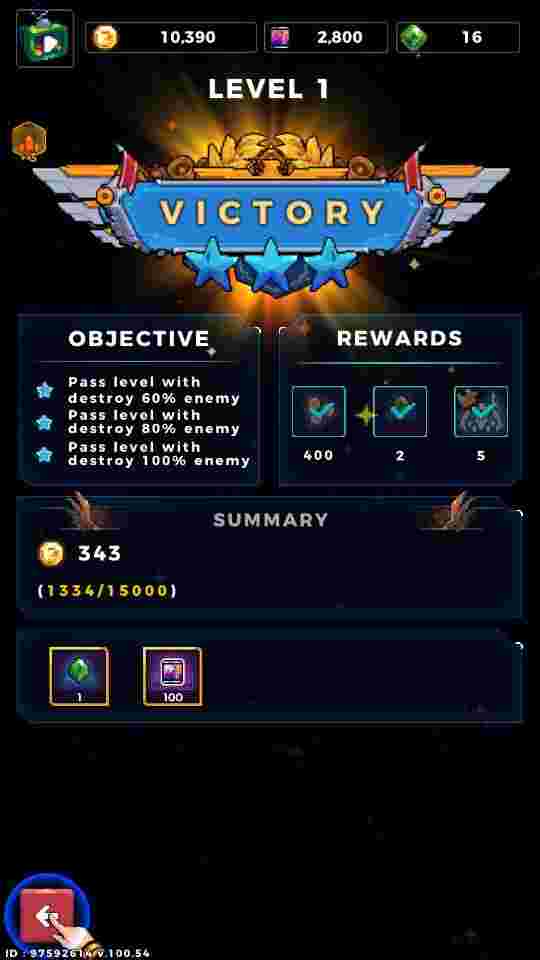 10,390
2,800
16
LEVEL 1
VICTORY
OBJECTIVE
Pass level with
destroy 60% enemy
Pass level with
destroy 80% enemy
Pass level with
destroy 100% enemy
REWARDS
400
2
5
SUMMARY
343
(1334/15000)
1
100